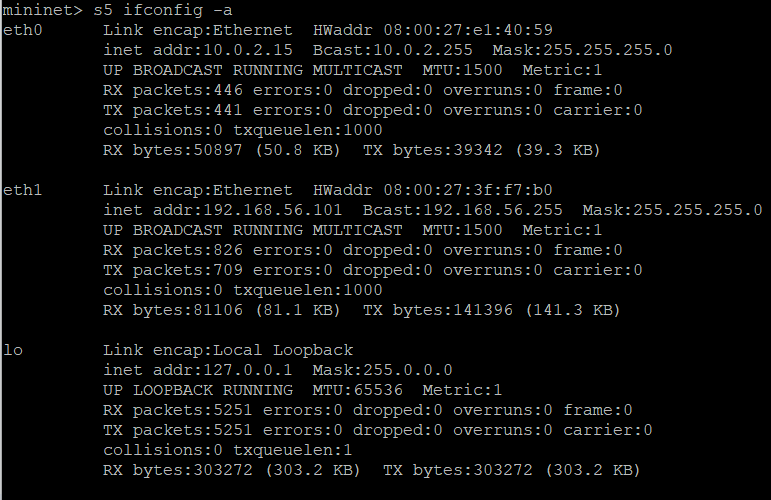 mininet> s5 ifconfig -a
eth0      Link encap:Ethernet  HWaddr 08:00:27:e1:40:59
          inet addr:10.0.2.15  Bcast:10.0.2.255  Mask:255.255.255.0
          UP BROADCAST RUNNING MULTICAST  MTU:1500  Metric:1
          RX packets:446 errors:0 dropped:0 overruns:0 frame:0
          TX packets:441 errors:0 dropped:0 overruns:0 carrier:0
          collisions:0 txqueuelen:1000
          RX bytes:50897 (50.8 KB)  TX bytes:39342 (39.3 KB)

eth1      Link encap:Ethernet  HWaddr 08:00:27:3f:f7:b0
          inet addr:192.168.56.101  Bcast:192.168.56.255  Mask:255.255.255.0
          UP BROADCAST RUNNING MULTICAST  MTU:1500  Metric:1
          RX packets:826 errors:0 dropped:0 overruns:0 frame:0
          TX packets:709 errors:0 dropped:0 overruns:0 carrier:0
          collisions:0 txqueuelen:1000
          RX bytes:81106 (81.1 KB)  TX bytes:141396 (141.3 KB)

lo        Link encap:Local Loopback
          inet addr:127.0.0.1  Mask:255.0.0.0
          UP LOOPBACK RUNNING  MTU:65536  Metric:1
          RX packets:5251 errors:0 dropped:0 overruns:0 frame:0
          TX packets:5251 errors:0 dropped:0 overruns:0 carrier:0
          collisions:0 txqueuelen:1
          RX bytes:303272 (303.2 KB)  TX bytes:303272 (303.2 KB)